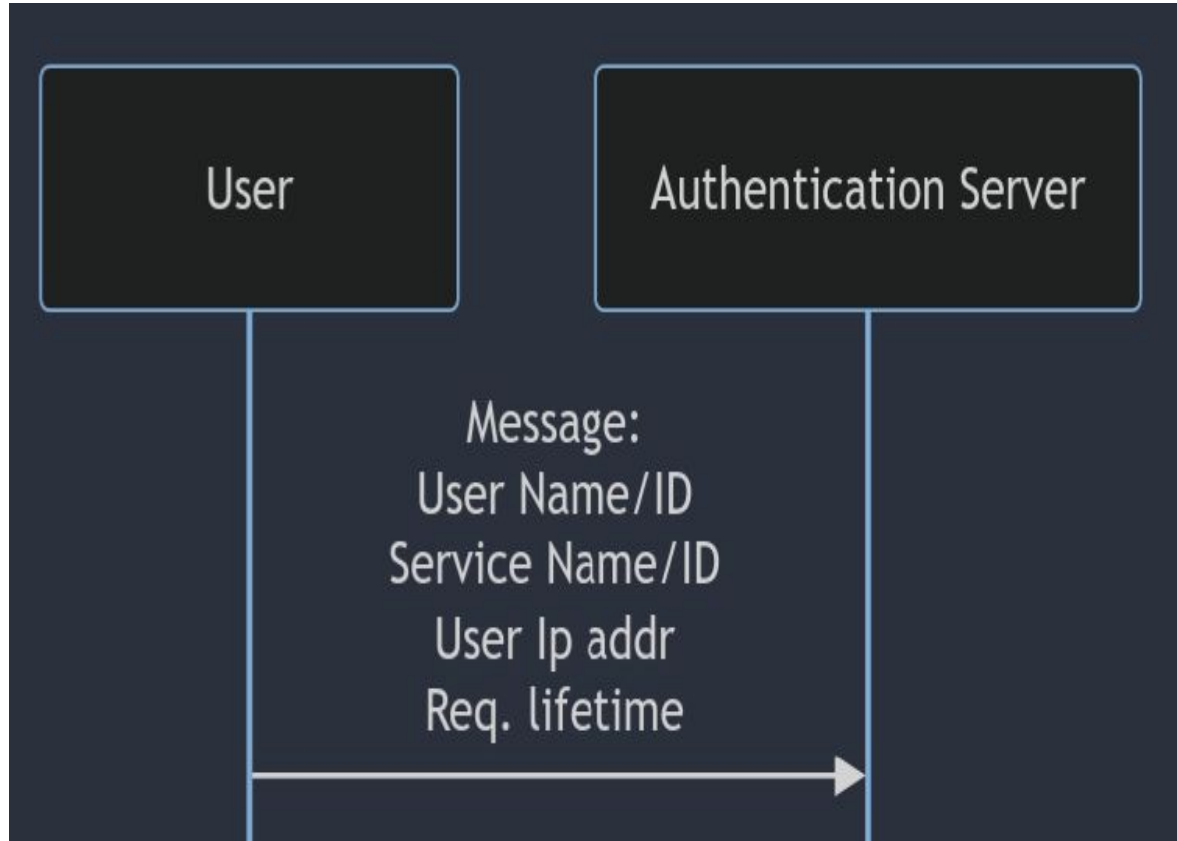 User
Authentication Server
Message:
User Name/ID
Service Name/ID
User Ip addr
Req. lifetime